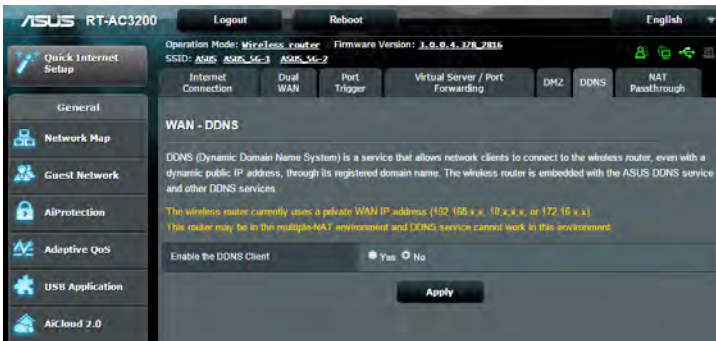 ASUS RT-AC3200 Logout Reboot English
Quick Internet Setup
Operation Mode: Wireless router Firmware Version: 3.0.0.4.378_2816
SSID: ASUS ASUS_5G-1 ASUS_5G-2
Internet Connection Dual WAN Port Trigger Virtual Server / Port Forwarding DMZ DDNS NAT Passthrough
General
Network Map
Guest Network
AiProtection
Adaptive QoS
USB Application
AiCloud 2.0
WAN - DDNS
DDNS (Dynamic Domain Name System) is a service that allows network clients to connect to the wireless router, even with a
dynamic public IP address, through its registered domain name. The wireless router is embedded with the ASUS DDNS service
and other DDNS services.
The wireless router currently uses a private WAN IP address (192.168.x.x, 10.x.x.x, or 172.16.x.x).
This router may be in the multiple-NAT environment and DDNS service cannot work in this environment.
Enable the DDNS Client Yes No
Apply